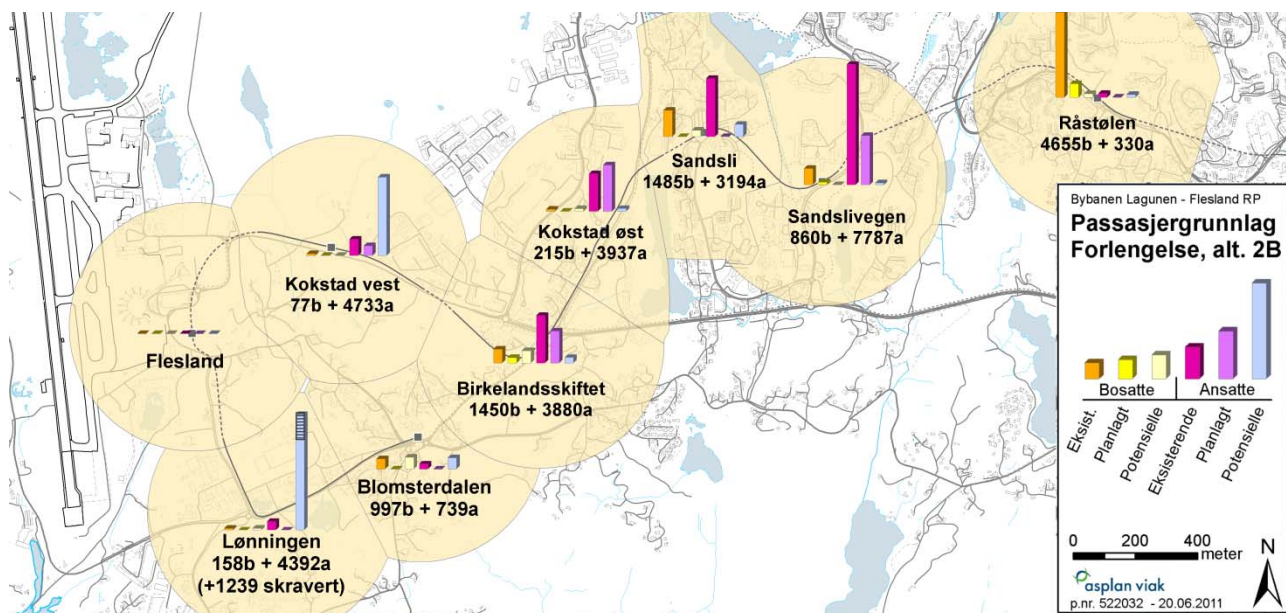 Råstølen
4655b + 330a
Sandsli
1485b + 3194a
Sandslivegen
860b + 7787a
Kokstad øst
215b + 3937a
Kokstad vest
77b + 4733a
Flesland
Birkelandsskiftet
1450b + 3880a
Blomsterdalen
997b + 739a
Lønningen
158b + 4392a
(+1239 skravert)
Bybanen Lagunen - Flesland RP
Passasjergrunnlag
Forlengelse, alt. 2B
Bosatte
Ansatte
Eksist.
Planlagt
Potensielle
Eksisterende
Planlagt
Potensielle
0 200 400
meter
N
asplan viak
p.nr. 522032 - 20.06.2011